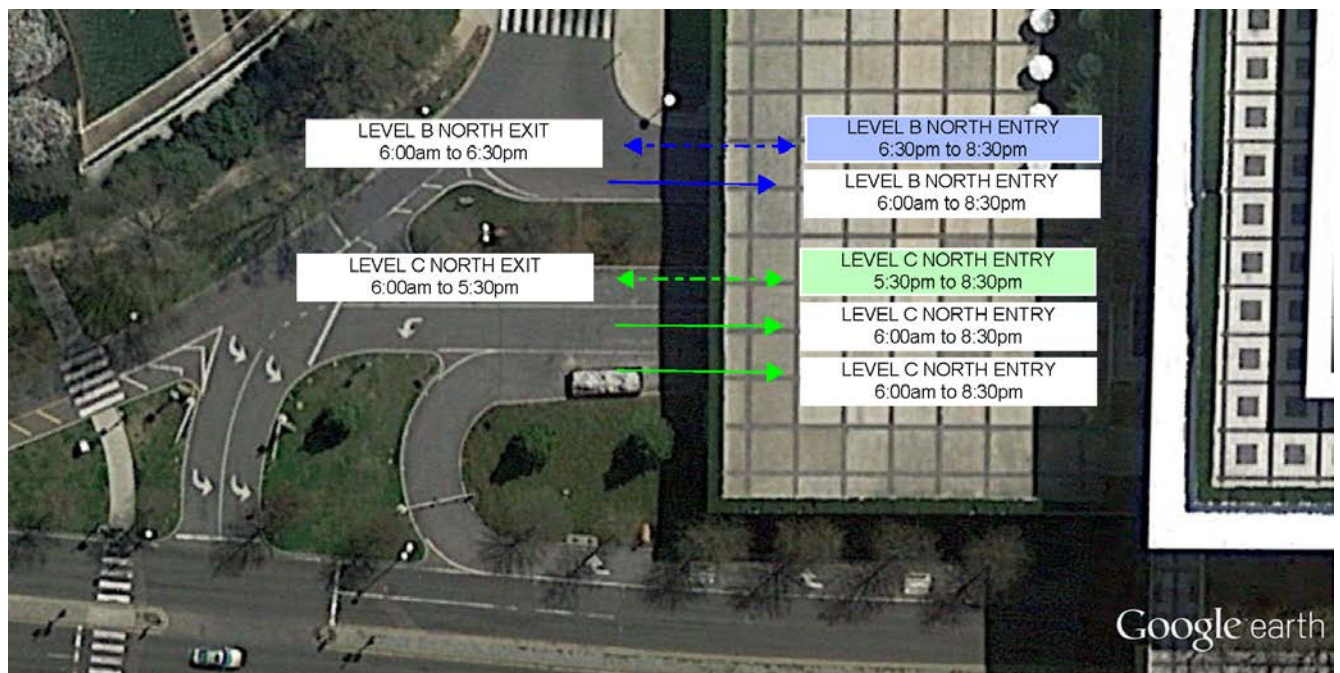 LEVEL B NORTH EXIT
6:00am to 6:30pm
LEVEL B NORTH ENTRY
6:30pm to 8:30pm
LEVEL B NORTH ENTRY
6:00am to 8:30pm
LEVEL C NORTH EXIT
6:00am to 5:30pm
LEVEL C NORTH ENTRY
5:30pm to 8:30pm
LEVEL C NORTH ENTRY
6:00am to 8:30pm
LEVEL C NORTH ENTRY
6:00am to 8:30pm
Google earth